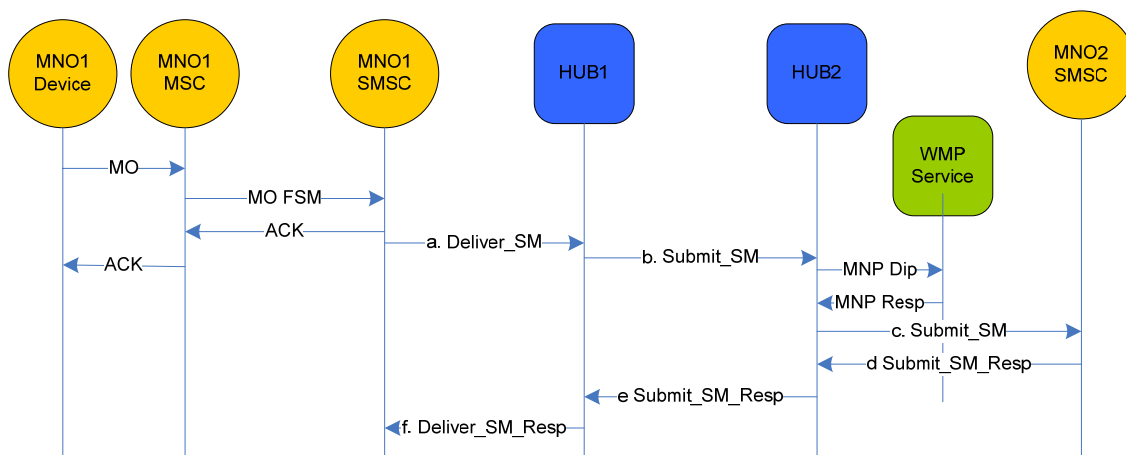 MNO1
Device
MNO1
MSC
MNO1
SMSC
HUB1
HUB2
MNO2
SMSC
WMP
Service
MO
MO FSM
ACK
a. Deliver_SM
ACK
b. Submit_SM
MNP Dip
MNP Resp
c. Submit_SM
d Submit_SM_Resp
e Submit_SM_Resp
f. Deliver_SM_Resp